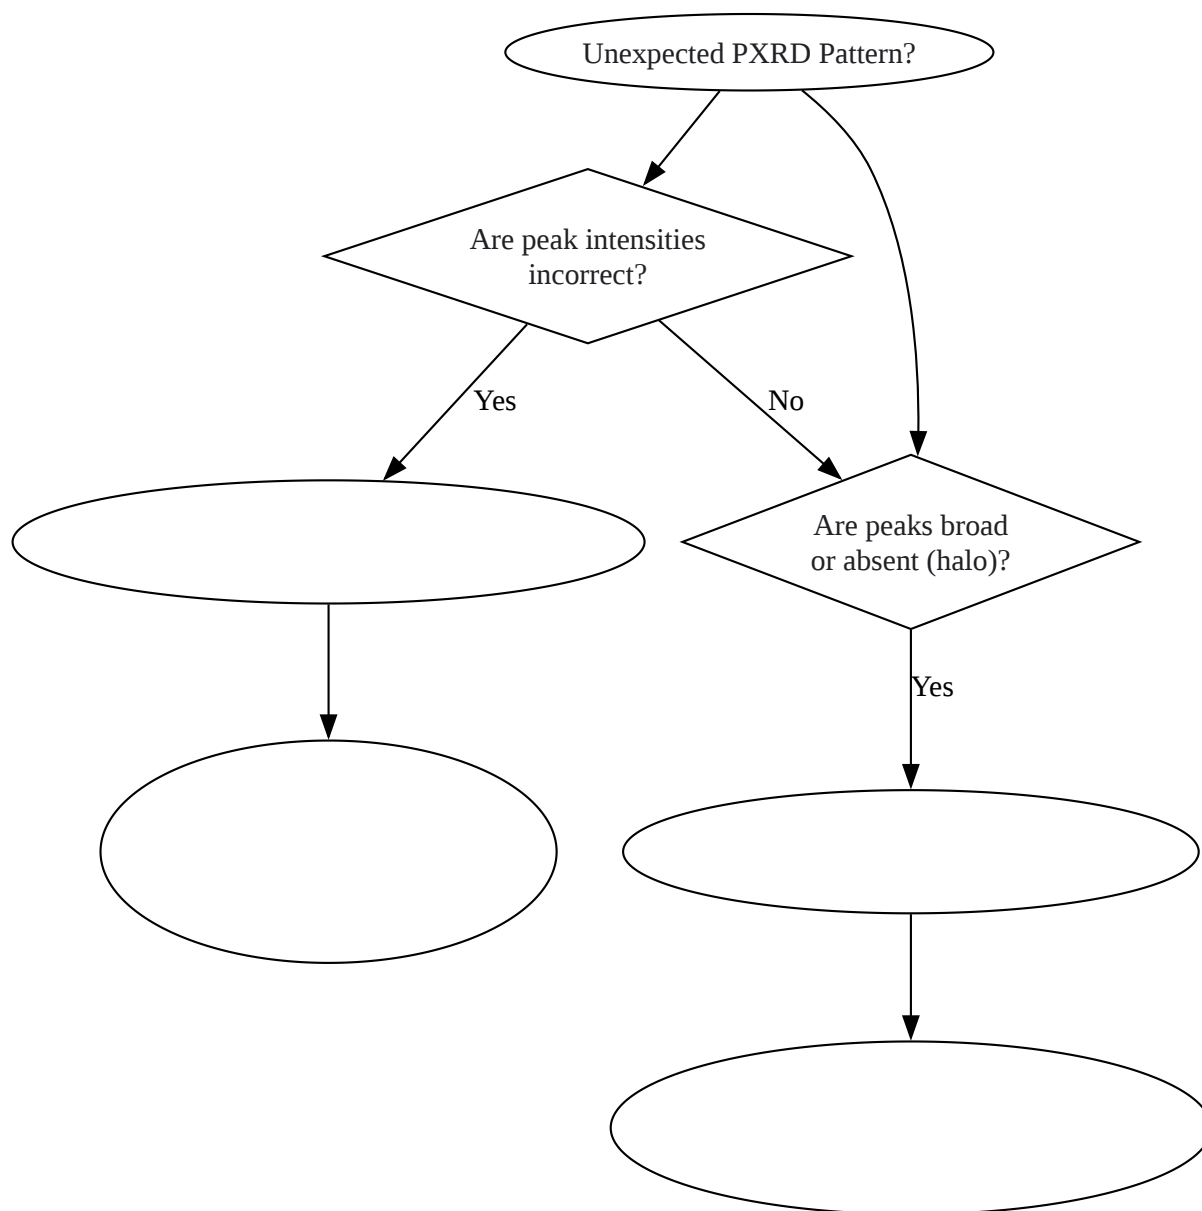 Unexpected PXRD Pattern?
Are peak intensities
incorrect?
Yes
No
Are peaks broad
or absent (halo)?
Yes